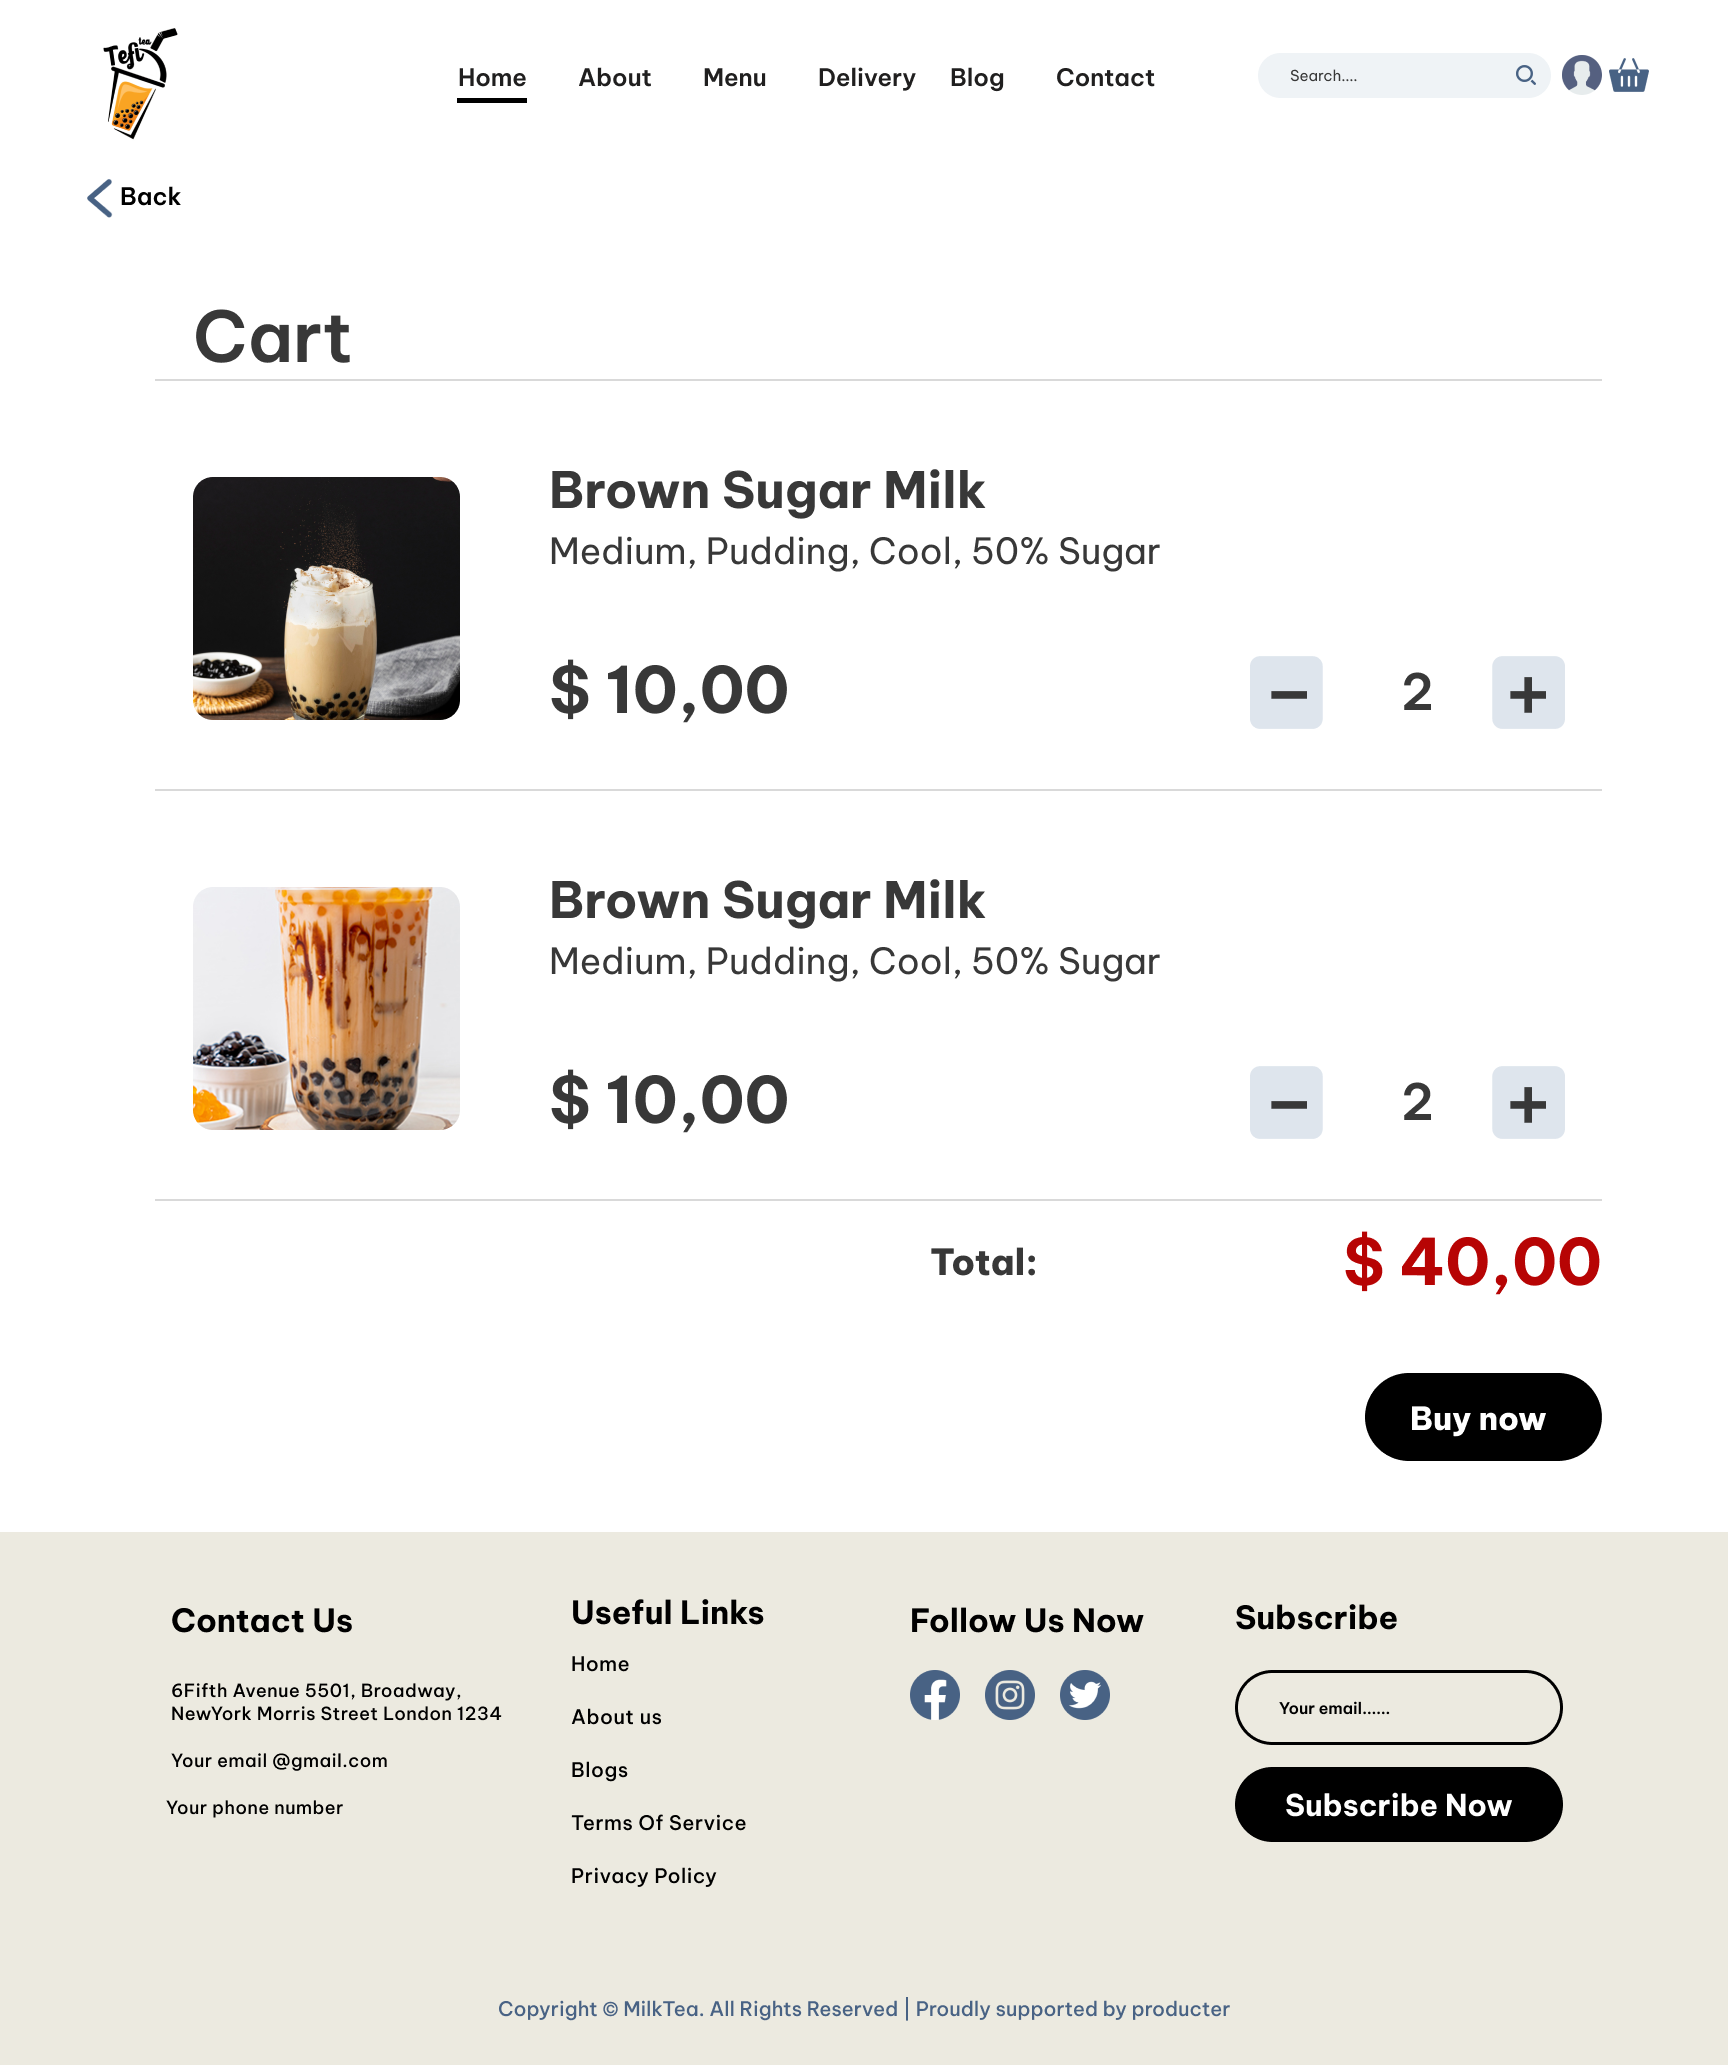 Tefi tea
Home About Menu Delivery Blog Contact
Search....
Back
Cart
Brown Sugar Milk
Medium, Pudding, Cool, 50% Sugar
$ 10,00
− 2 +
Brown Sugar Milk
Medium, Pudding, Cool, 50% Sugar
$ 10,00
− 2 +
Total: $ 40,00
Buy now
Contact Us
6Fifth Avenue 5501, Broadway,
NewYork Morris Street London 1234
Your email @gmail.com
Your phone number
Useful Links
Home
About us
Blogs
Terms Of Service
Privacy Policy
Follow Us Now
Subscribe
Your email......
Subscribe Now
Copyright © MilkTea. All Rights Reserved | Proudly supported by producter